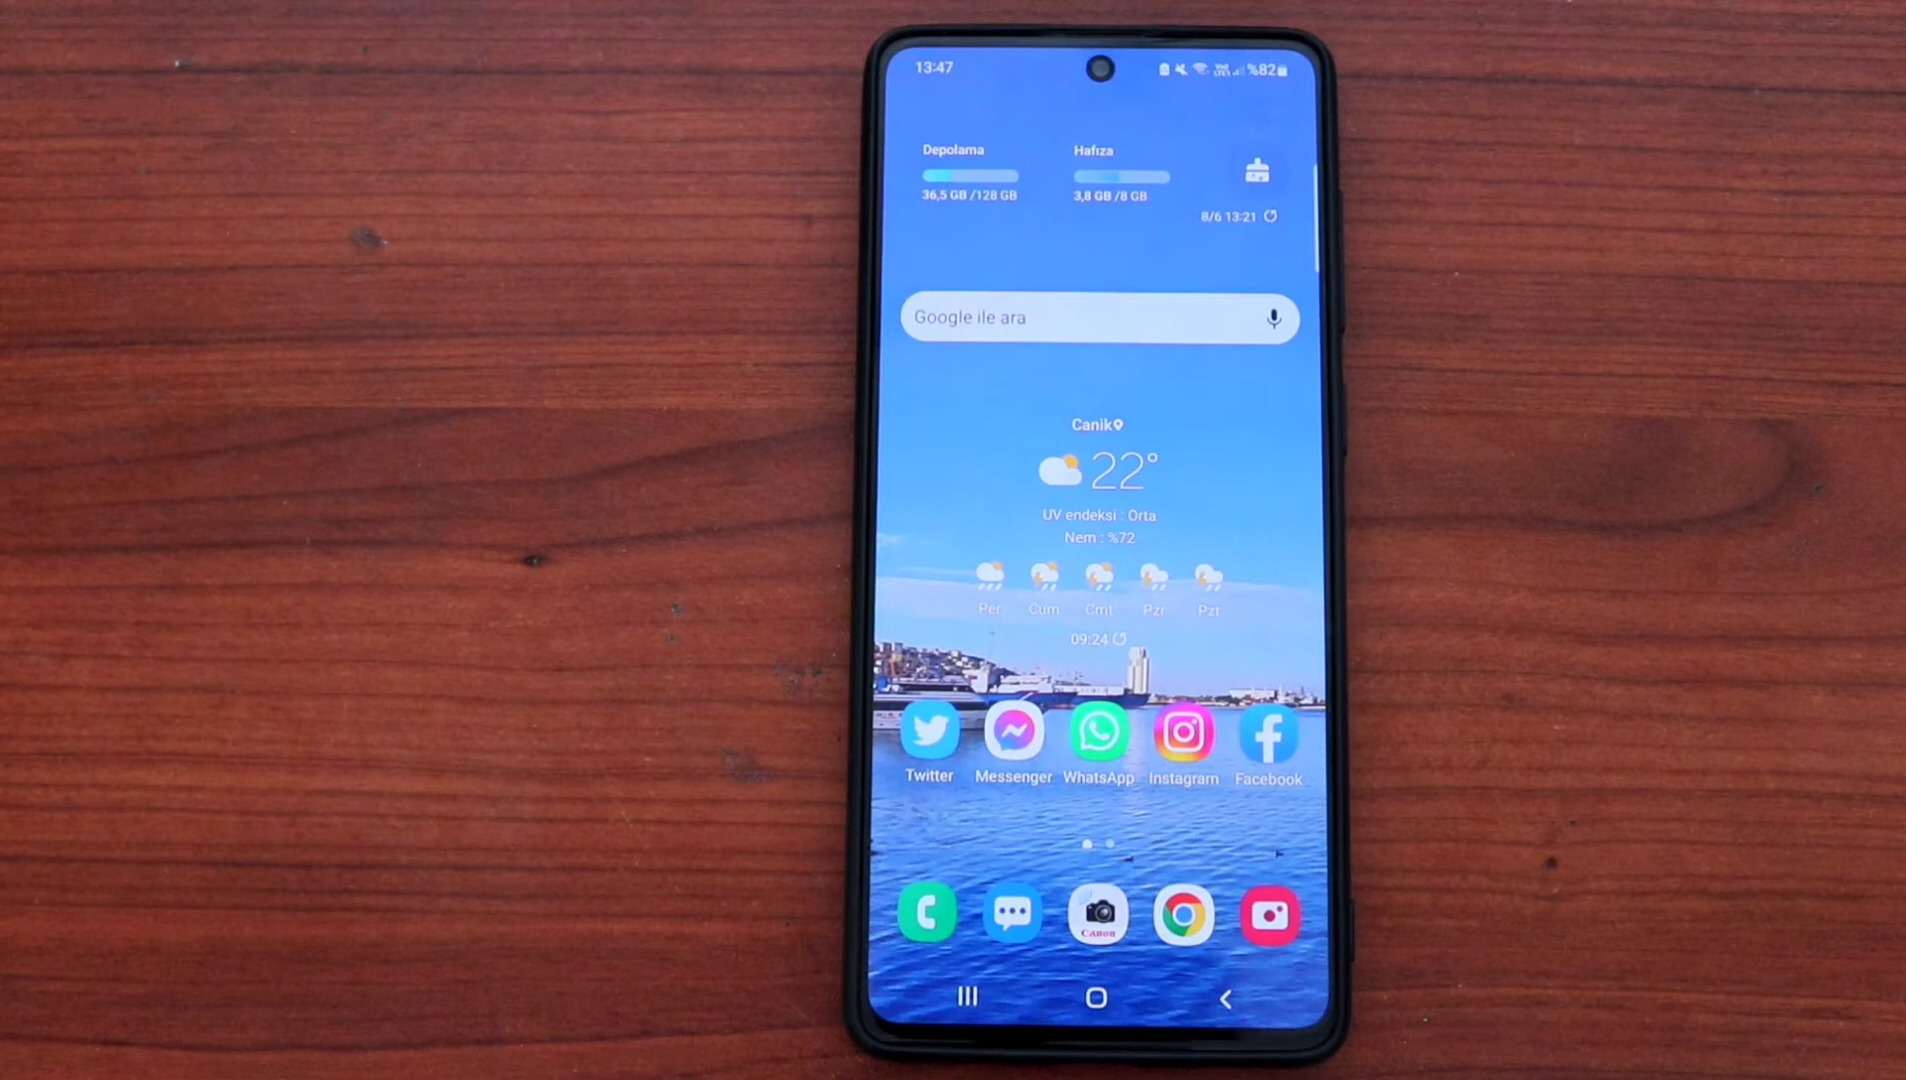 13:47
%82
Depolama
Hafıza
36,5 GB /128 GB
3,8 GB /8 GB
8/6 13:21
Google ile ara
Canik
22°
UV endeksi : Orta
Nem : %72
Per Cum Cmt Pzr Pzt
09:24
Twitter Messenger WhatsApp Instagram Facebook
Canon